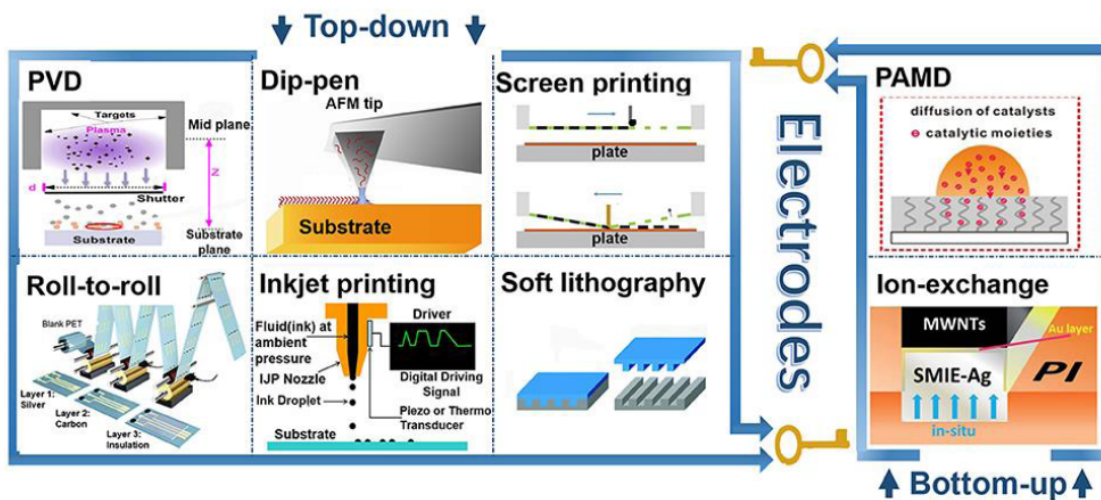 Top-down
PVD
Targots
Plasma
Mid plane
Z
d
Shutter
Substrate
Substrate
plane
Dip-pen
AFM tip
Substrate
Screen printing
plate
plate
Roll-to-roll
Blank PET
Layer 1:
Silver
Layer 2:
Carbon
Layer 3:
Insulation
Inkjet printing
Fluid(ink) at
ambient
pressure
IJP Nozzle
Ink Droplet
Driver
Digital Driving
Signal
Piezo or Thermo
Transducer
Substrate
Soft lithography
Electrodes
PAMD
diffusion of catalysts
e catalytic moieties
Ion-exchange
MWNTs
Au layer
SMIE-Ag
PI
in-situ
Bottom-up